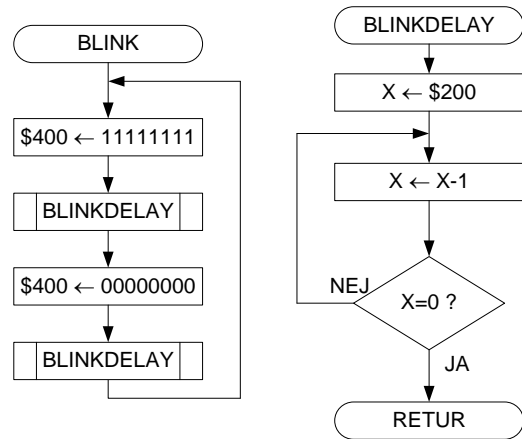 BLINK
$400 ← 11111111
BLINKDELAY
$400 ← 00000000
BLINKDELAY
BLINKDELAY
X ← $200
X ← X-1
NEJ
X=0 ?
JA
RETUR